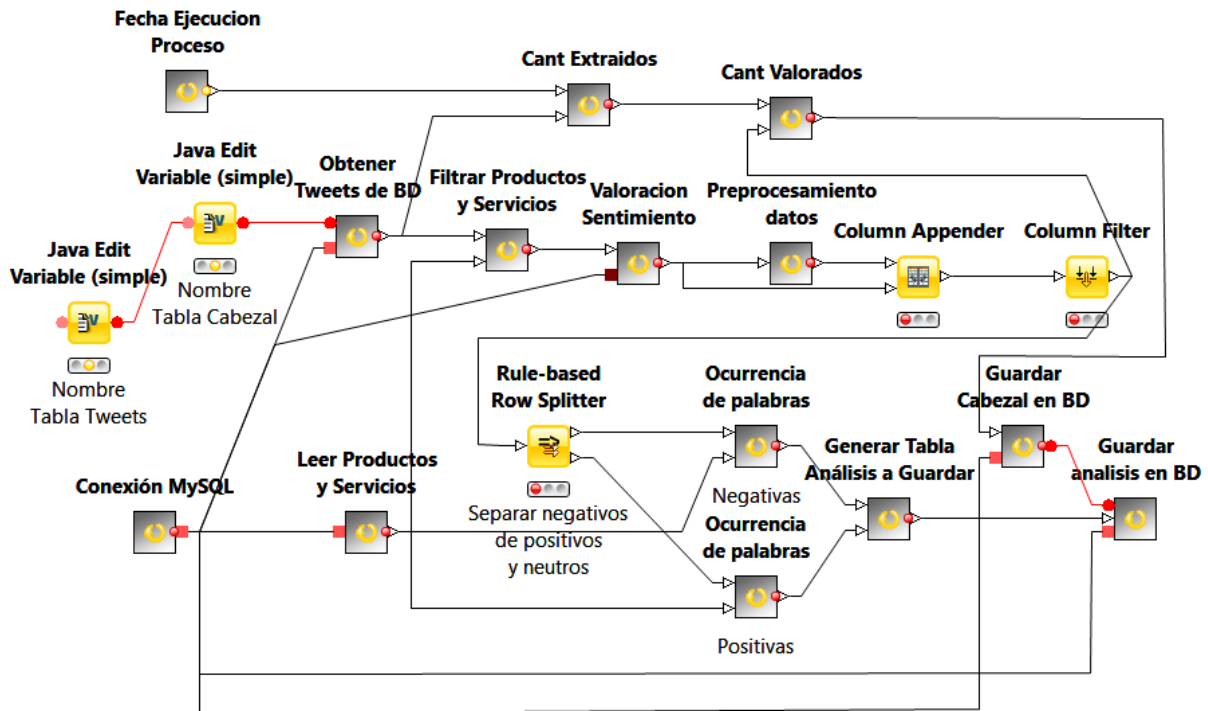 Fecha Ejecucion
Proceso
Cant Extraidos
Cant Valorados
Java Edit
Variable (simple)
Obtener
Tweets de BD
Filtrar Productos
y Servicios
Valoracion
Sentimiento
Preprocesamiento
datos
Column Appender
Column Filter
Java Edit
Variable (simple)
Nombre
Tabla Cabezal
Nombre
Tabla Tweets
Rule-based
Row Splitter
Ocurrencia
de palabras
Guardar
Cabezal en BD
Conexión MySQL
Leer Productos
y Servicios
Separar negativos
de positivos
y neutros
Negativas
Generar Tabla
Análisis a Guardar
Guardar
analisis en BD
Ocurrencia
de palabras
Positivas